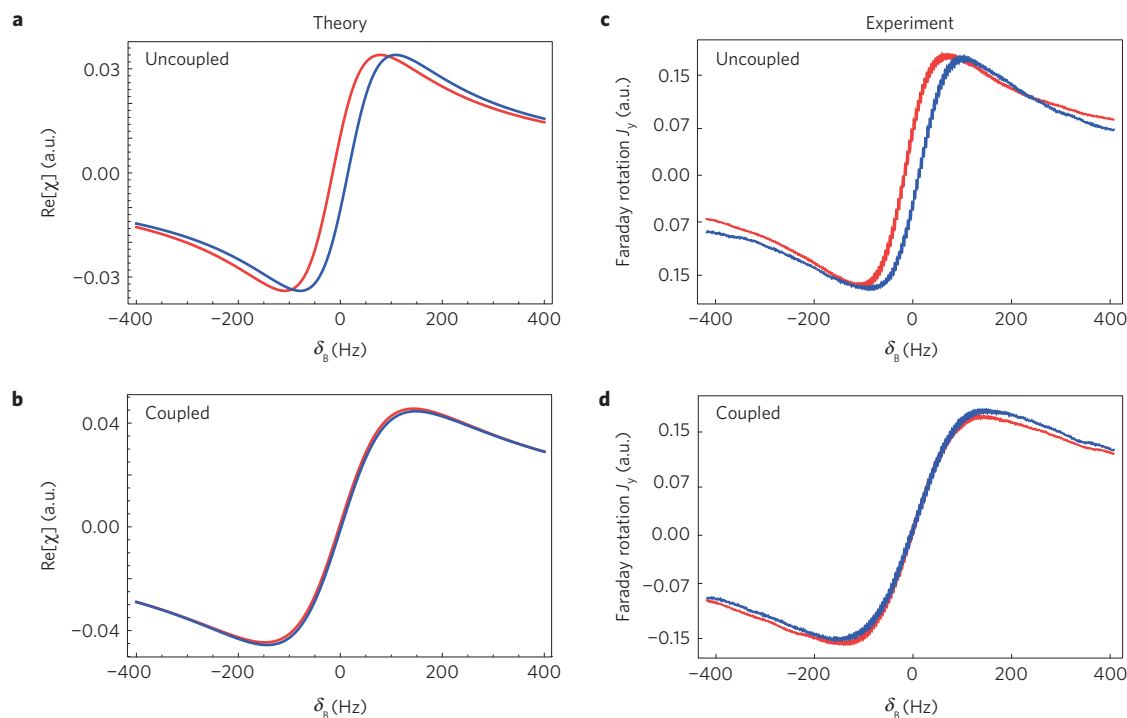 a
Theory
Uncoupled
0.03
0.00
−0.03
Re[χ] (a.u.)
−400 −200 0 200 400
δB (Hz)
c
Experiment
Uncoupled
0.15
0.07
0.00
0.07
0.15
Faraday rotation Jy (a.u.)
−400 −200 0 200 400
δB (Hz)
b
Coupled
0.04
0.00
−0.04
Re[χ] (a.u.)
−400 −200 0 200 400
δB (Hz)
d
Coupled
0.15
0.07
0.00
−0.07
−0.15
Faraday rotation Jy (a.u.)
−400 −200 0 200 400
δB (Hz)